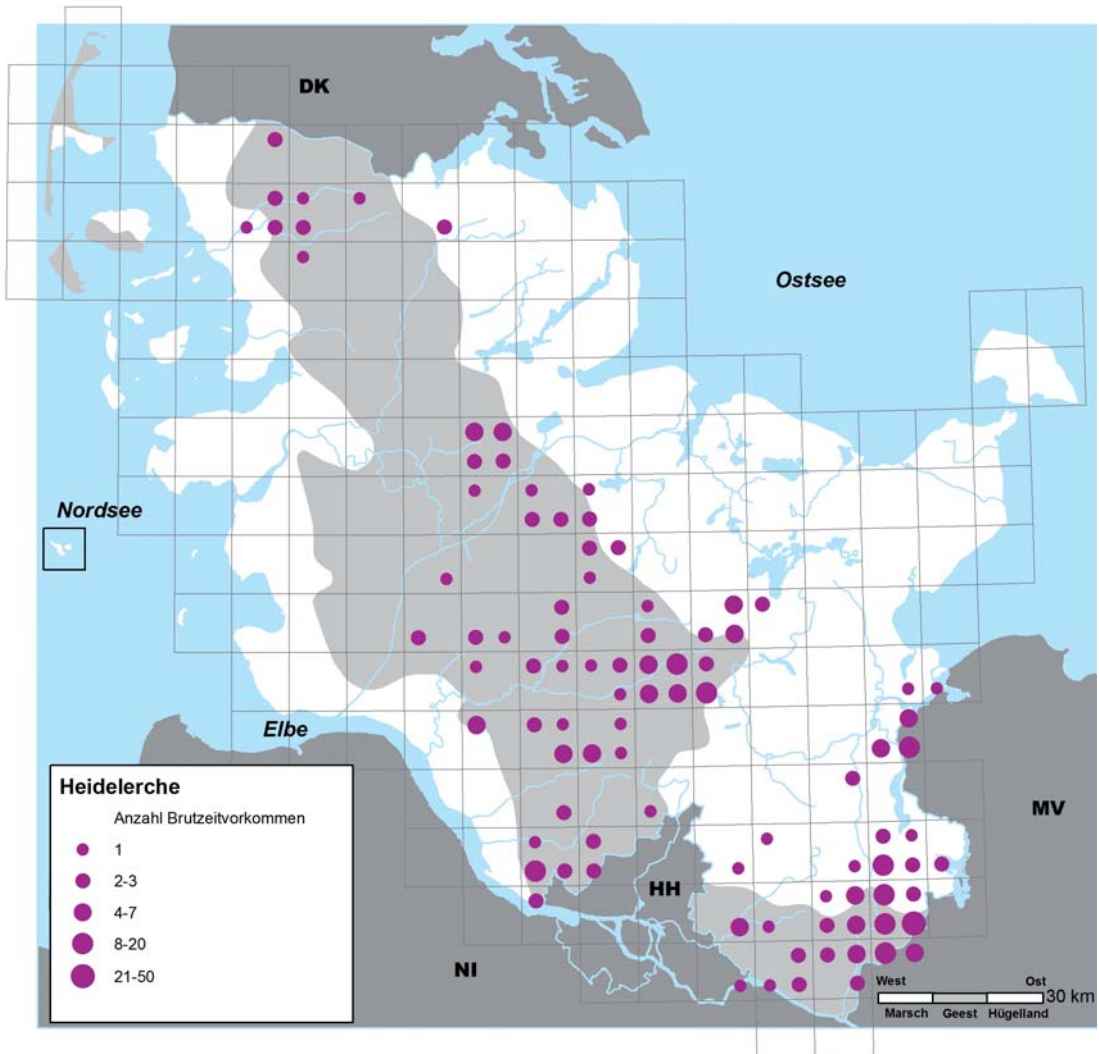 DK
Ostsee
Nordsee
Elbe
Heidelerche
Anzahl Brutzeitvorkommen
1
2-3
4-7
8-20
21-50
MV
HH
NI
West Ost
30 km
Marsch Geest Hügelland